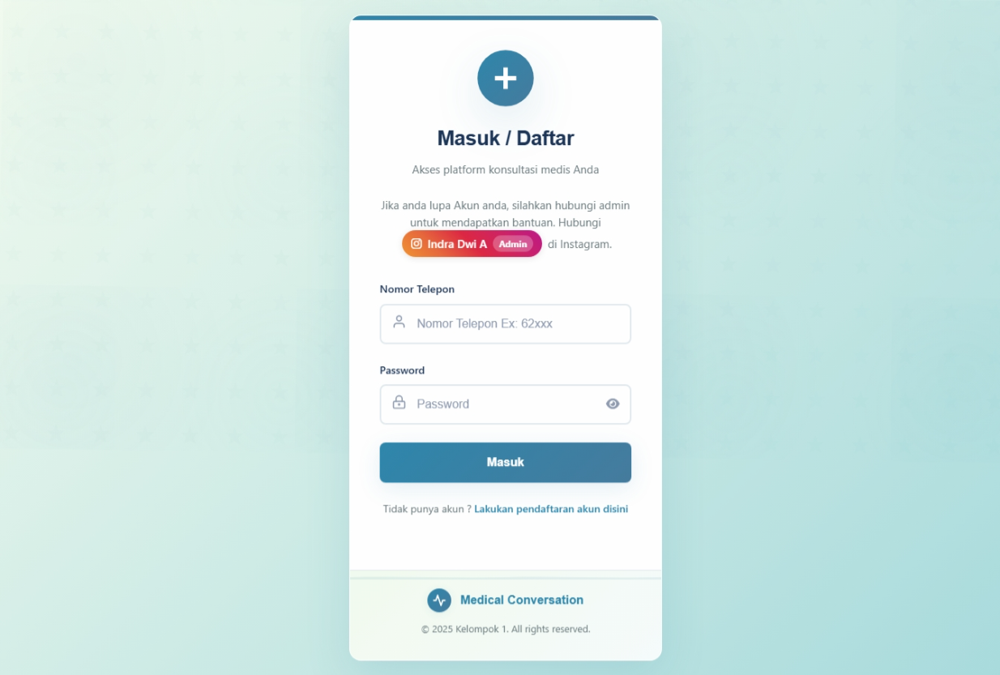 Masuk / Daftar
Akses platform konsultasi medis Anda
Jika anda lupa Akun anda, silahkan hubungi admin
untuk mendapatkan bantuan. Hubungi
Indra Dwi A Admin di Instagram.
Nomor Telepon
Nomor Telepon Ex: 62xxx
Password
Password
Masuk
Tidak punya akun ? Lakukan pendaftaran akun disini
Medical Conversation
© 2025 Kelompok 1. All rights reserved.